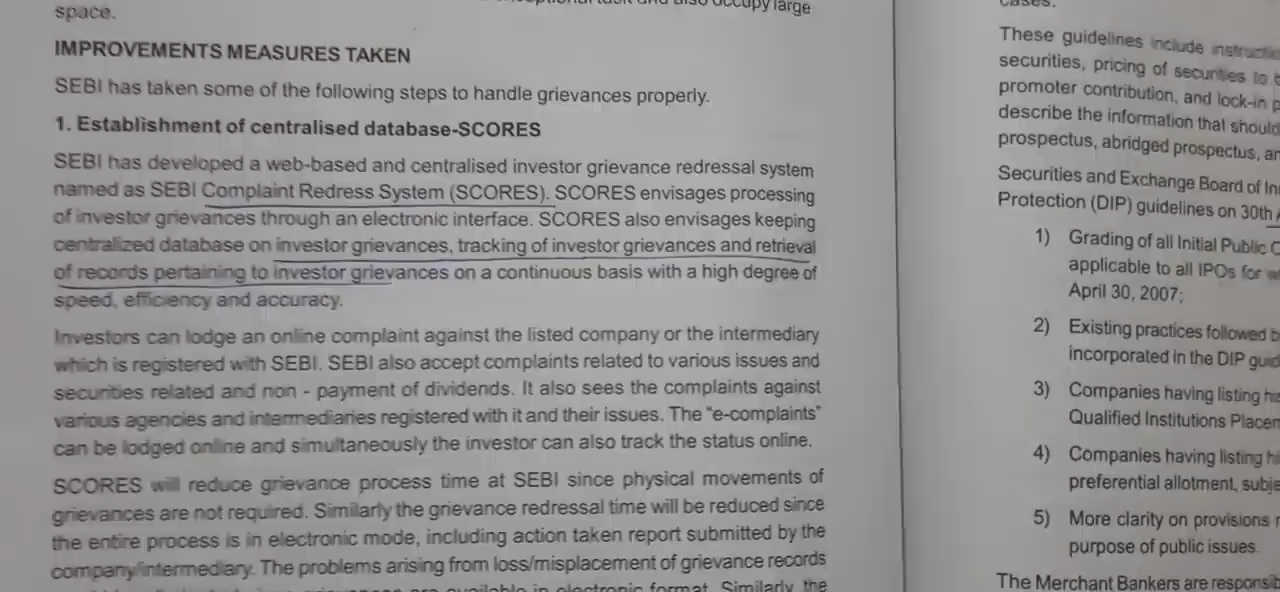 space.
occupy large
IMPROVEMENTS MEASURES TAKEN
SEBI has taken some of the following steps to handle grievances properly.
1. Establishment of centralised database-SCORES
SEBI has developed a web-based and centralised investor grievance redressal system
named as SEBI Complaint Redress System (SCORES). SCORES envisages processing
of investor grievances through an electronic interface. SCORES also envisages keeping
centralized database on investor grievances, tracking of investor grievances and retrieval
of records pertaining to investor grievances on a continuous basis with a high degree of
speed, efficiency and accuracy.
Investors can lodge an online complaint against the listed company or the intermediary
which is registered with SEBI. SEBI also accept complaints related to various issues and
securities related and non - payment of dividends. It also sees the complaints against
various agencies and intermediaries registered with it and their issues. The "e-complaints"
can be lodged online and simultaneously the investor can also track the status online.
SCORES will reduce grievance process time at SEBI since physical movements of
grievances are not required. Similarly the grievance redressal time will be reduced since
the entire process is in electronic mode, including action taken report submitted by the
company/intermediary. The problems arising from loss/misplacement of grievance records
available in electronic format. Similarly the
cases.
These guidelines include
securities, pricing of securities to
promoter contribution, and lock-in
describe the information that should
prospectus, abridged prospectus,
Securities and Exchange Board of
Protection (DIP) guidelines on 30th
1) Grading of all Initial Public
applicable to all IPOs for
April 30, 2007;
2) Existing practices followed
incorporated in the DIP
3) Companies having listing
Qualified Institutions
4) Companies having listing
preferential allotment,
5) More clarity on provisions
purpose of public issues.
The Merchant Bankers are